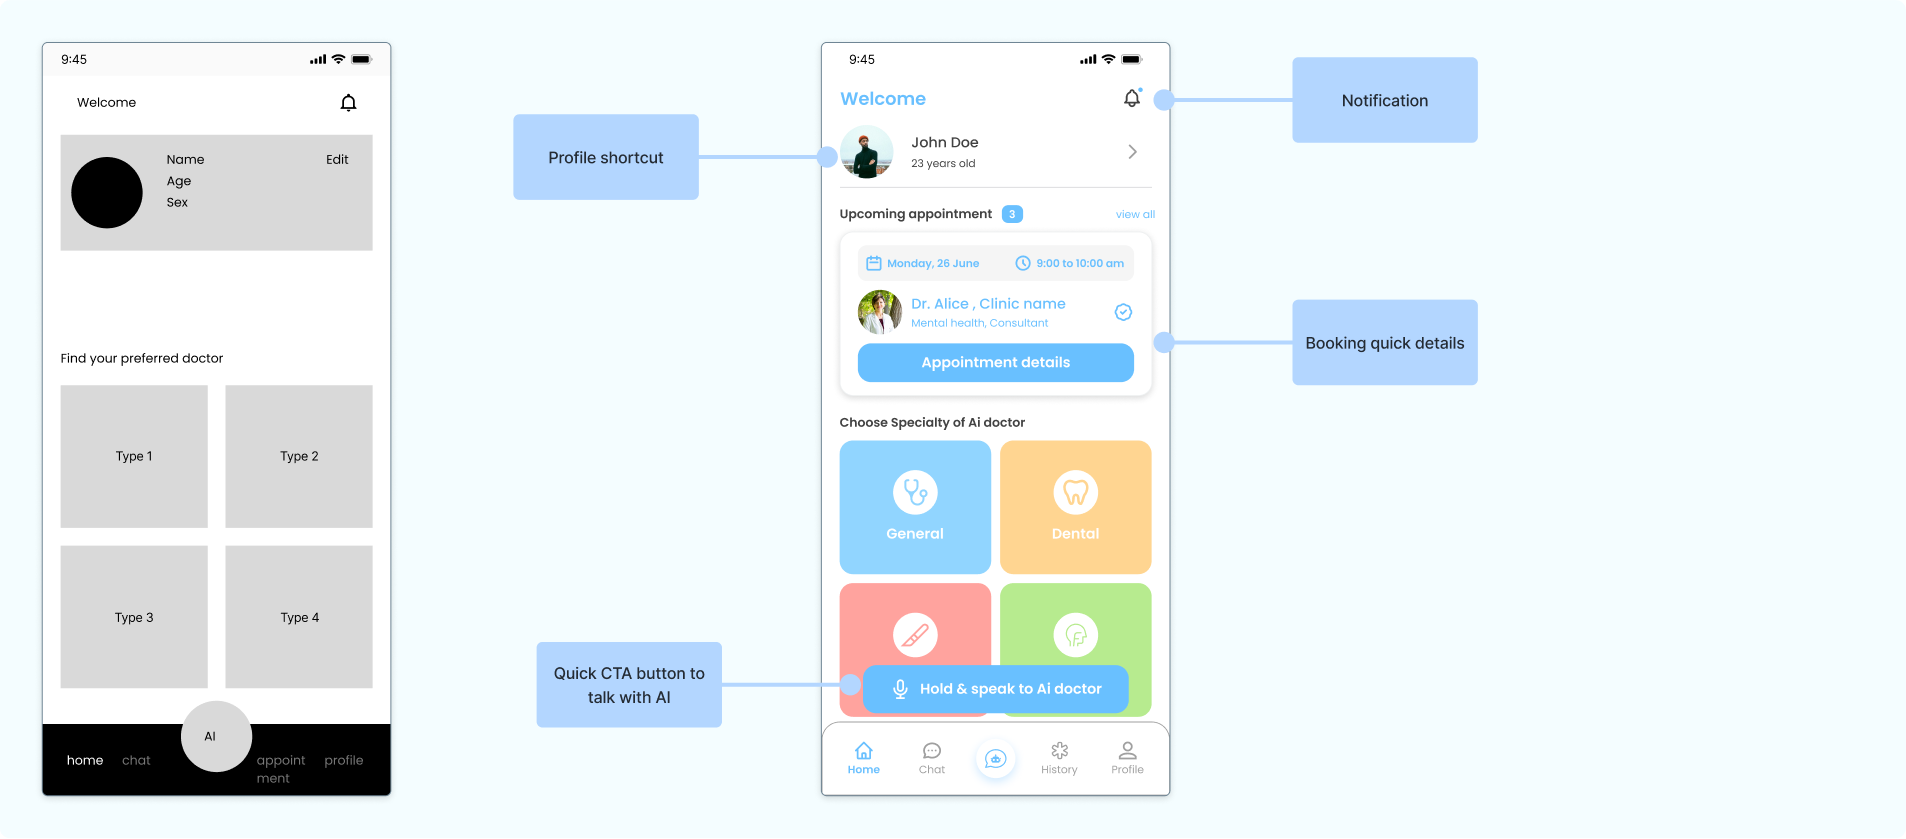 9:45
Welcome
Name
Edit
Age
Sex
Find your preferred doctor
Type 1
Type 2
Type 3
Type 4
AI
home
chat
appoint
ment
profile
Profile shortcut
Quick CTA button to
talk with AI
9:45
Welcome
John Doe
23 years old
Upcoming appointment
3
view all
Monday, 26 June
9:00 to 10:00 am
Dr. Alice , Clinic name
Mental health, Consultant
Appointment details
Choose Specialty of Ai doctor
General
Dental
Hold & speak to Ai doctor
Home
Chat
History
Profile
Notification
Booking quick details